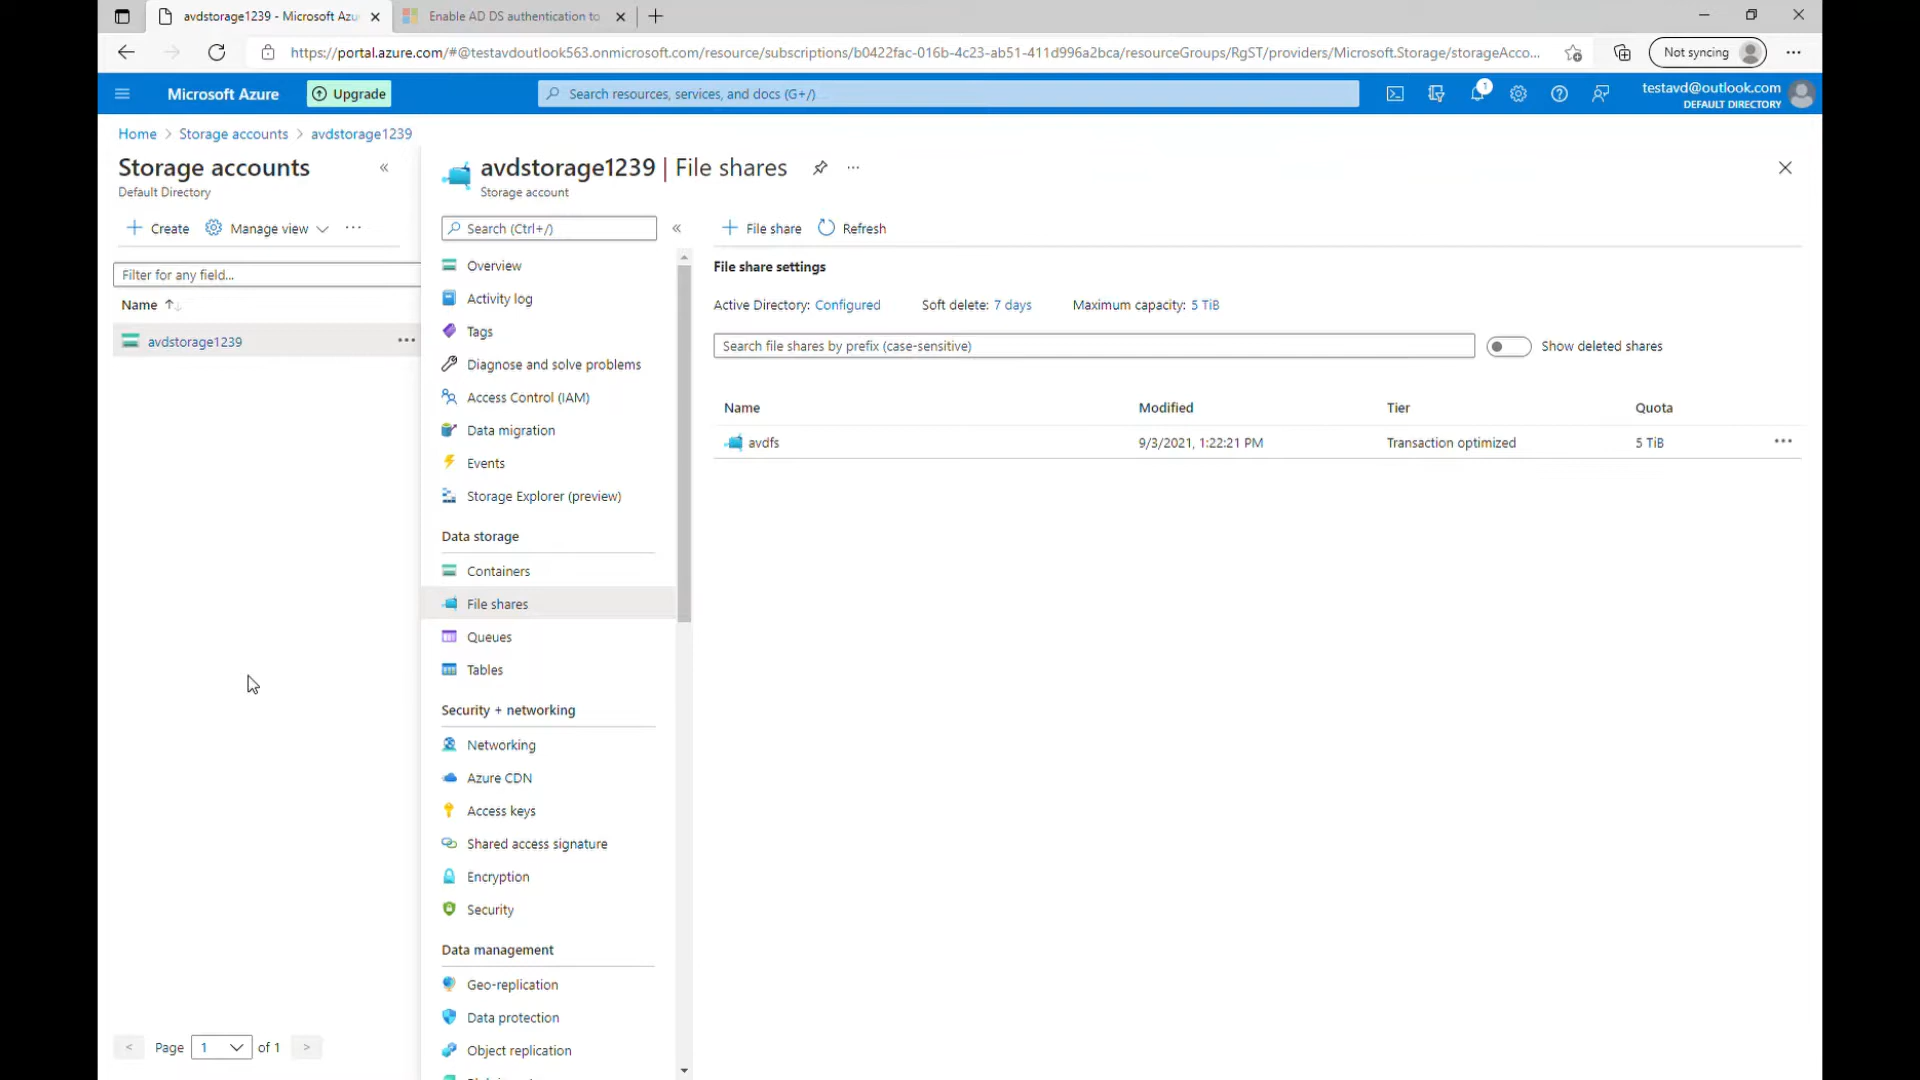 avdstorage1239 - Microsoft Azu
Enable AD DS authentication to
https://portal.azure.com/#@testavdoutlook563.onmicrosoft.com/resource/subscriptions/b0422fac-016b-4c23-ab51-411d996a2bca/resourceGroups/RgST/providers/Microsoft.Storage/storageAcco...
Not syncing
Microsoft Azure
Upgrade
Search resources, services, and docs (G+/)
1
testavd@outlook.com
DEFAULT DIRECTORY
Home > Storage accounts > avdstorage1239
Storage accounts
Default Directory
Create
Manage view
Filter for any field...
Name
avdstorage1239
Page 1 of 1
avdstorage1239 | File shares
Storage account
Search (Ctrl+/)
Overview
Activity log
Tags
Diagnose and solve problems
Access Control (IAM)
Data migration
Events
Storage Explorer (preview)
Data storage
Containers
File shares
Queues
Tables
Security + networking
Networking
Azure CDN
Access keys
Shared access signature
Encryption
Security
Data management
Geo-replication
Data protection
Object replication
File share
Refresh
File share settings
Active Directory: Configured
Soft delete: 7 days
Maximum capacity: 5 TiB
Search file shares by prefix (case-sensitive)
Show deleted shares
Name Modified Tier Quota
avdfs 9/3/2021, 1:22:21 PM Transaction optimized 5 TiB